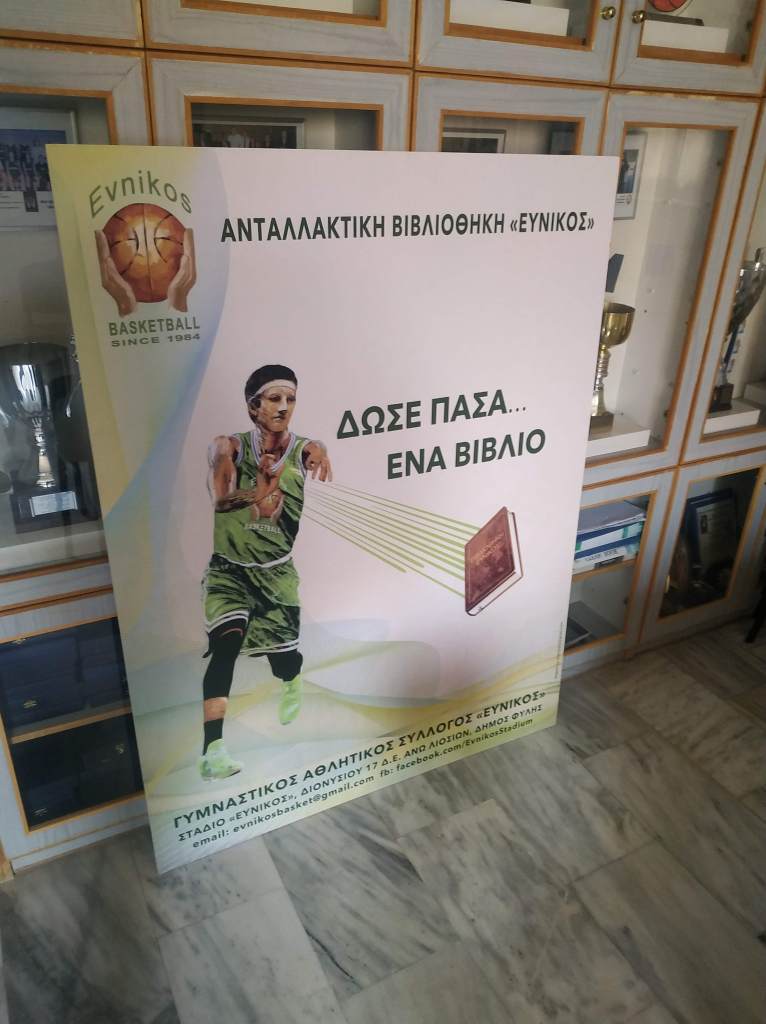 Evnikos
BASKETBALL
SINCE 1984
ΑΝΤΑΛΛΑΚΤΙΚΗ ΒΙΒΛΙΟΘΗΚΗ «ΕΥΝΙΚΟΣ»
ΔΩΣΕ ΠΑΣΑ...
ΕΝΑ ΒΙΒΛΙΟ
BASKETBALL
ΓΥΜΝΑΣΤΙΚΟΣ ΑΘΛΗΤΙΚΟΣ ΣΥΛΛΟΓΟΣ «ΕΥΝΙΚΟΣ»
ΣΤΑΔΙΟ «ΕΥΝΙΚΟΣ», ΔΙΟΝΥΣΙΟΥ 17 Δ.Ε. ΑΝΩ ΛΙΟΣΙΩΝ, ΔΗΜΟΣ ΦΥΛΗΣ
email: evnikosbasket@gmail.com fb: facebook.com/EvnikosStadium